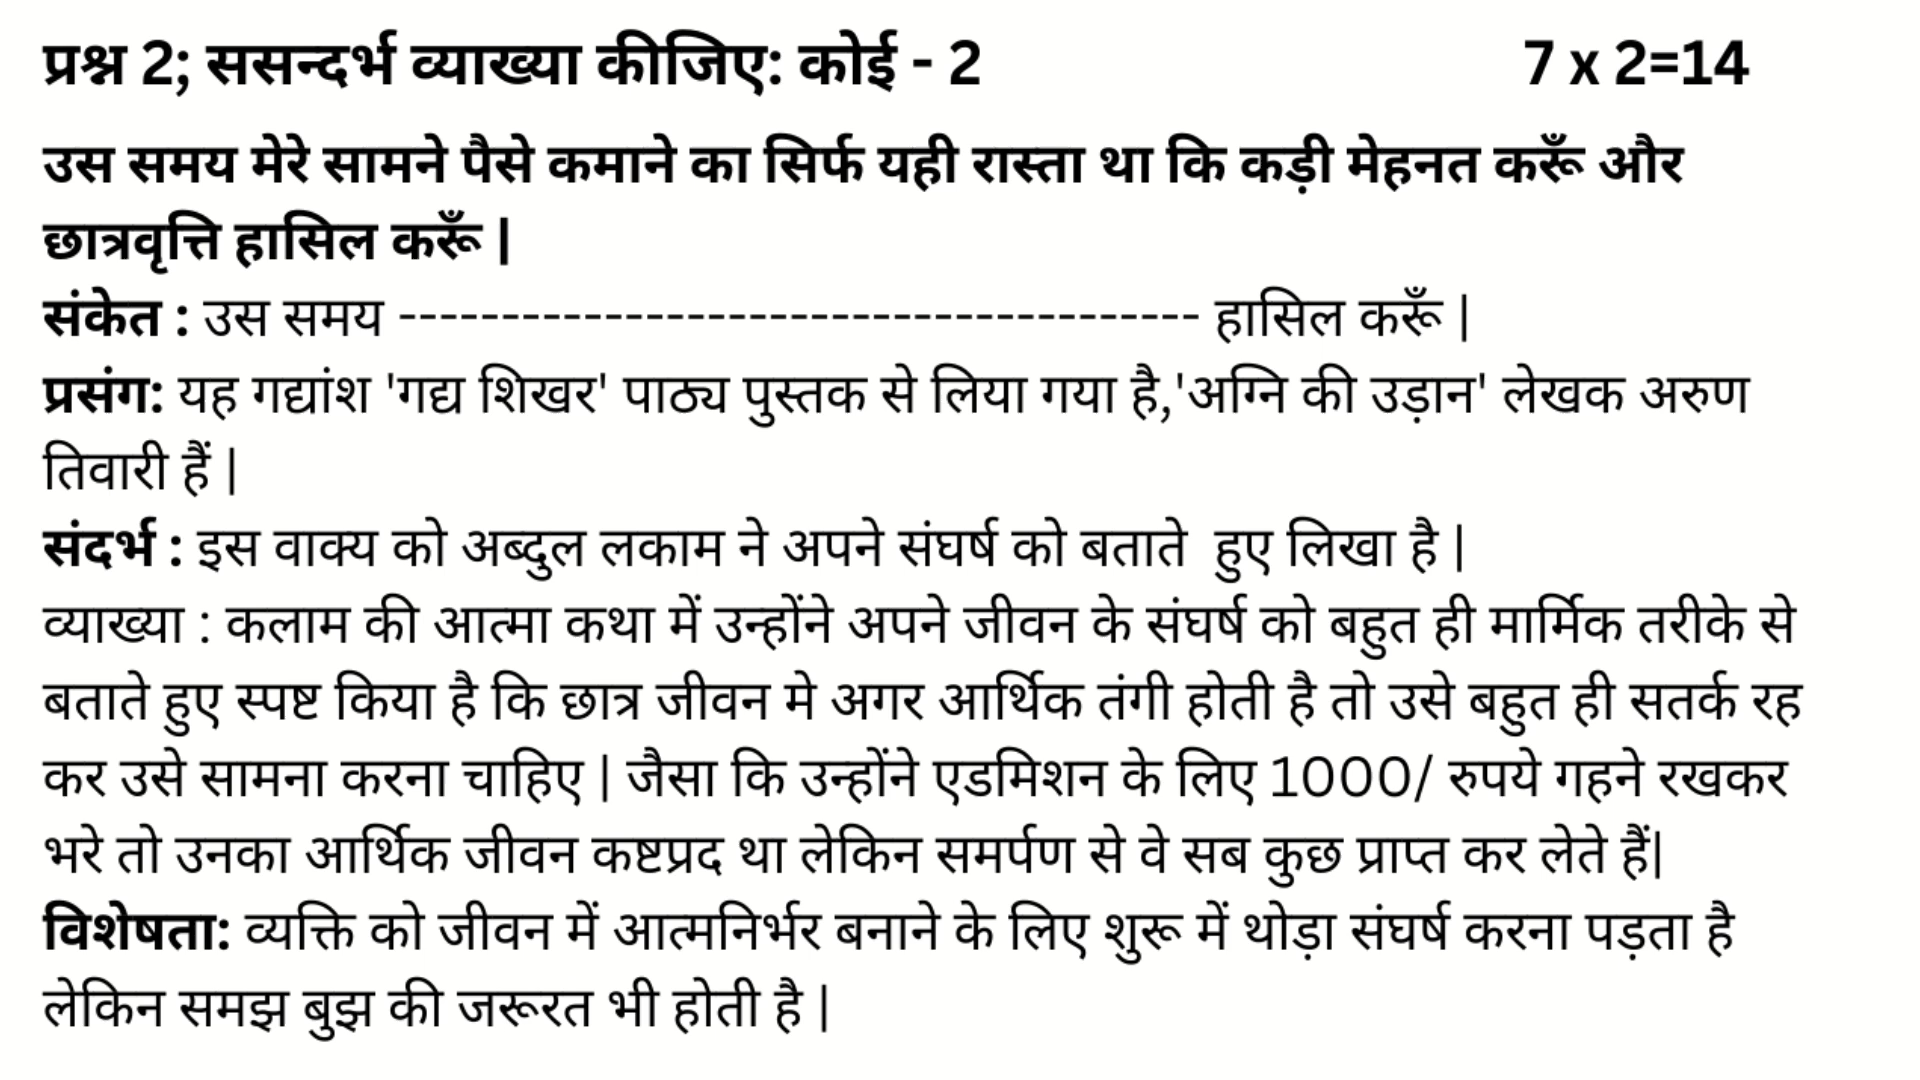 प्रश्न 2; ससन्दर्भ व्याख्या कीजिए: कोई - 2 7 x 2=14
उस समय मेरे सामने पैसे कमाने का सिर्फ यही रास्ता था कि कड़ी मेहनत करूँ और
छात्रवृत्ति हासिल करूँ |
संकेत : उस समय --------------------------------------- हासिल करूँ |
प्रसंग: यह गद्यांश 'गद्य शिखर' पाठ्य पुस्तक से लिया गया है,'अग्नि की उड़ान' लेखक अरुण
तिवारी हैं |
संदर्भ : इस वाक्य को अब्दुल लकाम ने अपने संघर्ष को बताते हुए लिखा है |
व्याख्या : कलाम की आत्मा कथा में उन्होंने अपने जीवन के संघर्ष को बहुत ही मार्मिक तरीके से
बताते हुए स्पष्ट किया है कि छात्र जीवन मे अगर आर्थिक तंगी होती है तो उसे बहुत ही सतर्क रह
कर उसे सामना करना चाहिए | जैसा कि उन्होंने एडमिशन के लिए 1000/ रुपये गहने रखकर
भरे तो उनका आर्थिक जीवन कष्टप्रद था लेकिन समर्पण से वे सब कुछ प्राप्त कर लेते हैं|
विशेषता: व्यक्ति को जीवन में आत्मनिर्भर बनाने के लिए शुरू में थोड़ा संघर्ष करना पड़ता है
लेकिन समझ बुझ की जरूरत भी होती है |